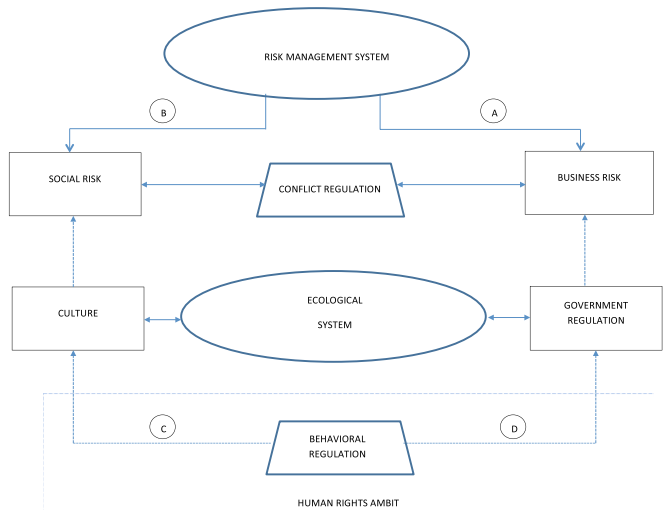 RISK MANAGEMENT SYSTEM
B
A
SOCIAL RISK
CONFLICT REGULATION
BUSINESS RISK
CULTURE
ECOLOGICAL
SYSTEM
GOVERNMENT
REGULATION
C
D
BEHAVIORAL
REGULATION
HUMAN RIGHTS AMBIT